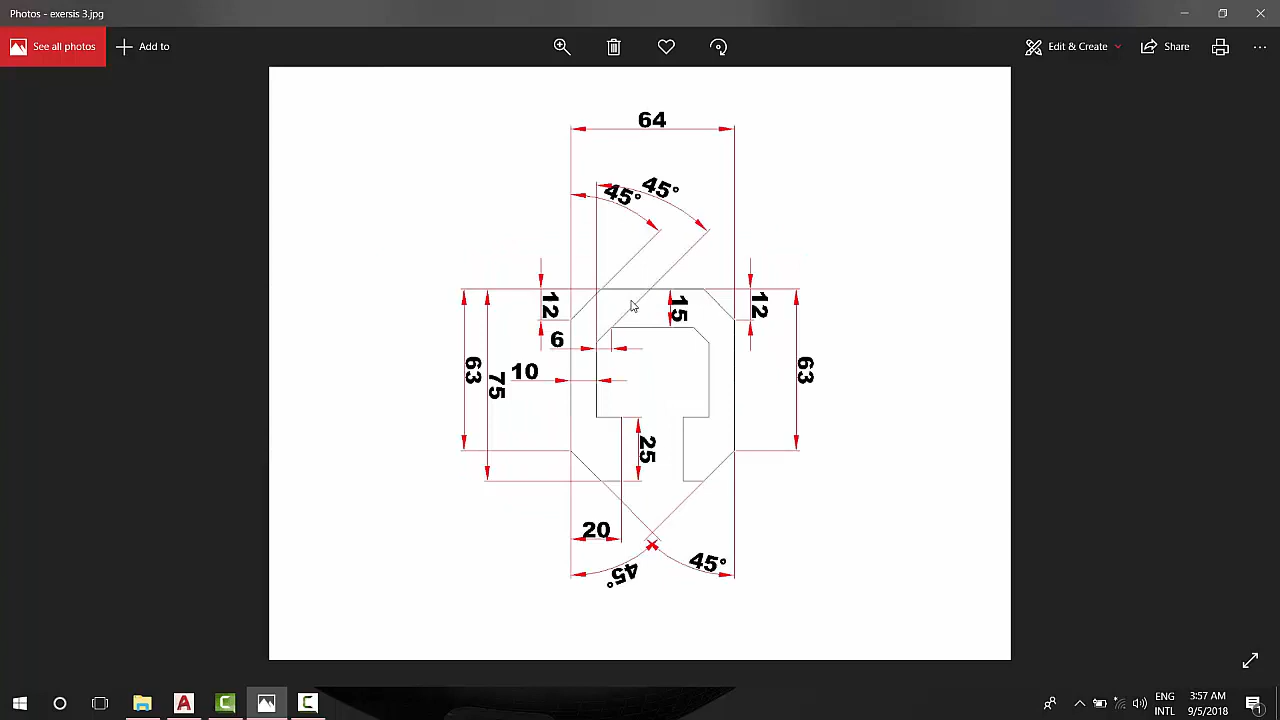 Photos - exersis 3.jpg
See all photos
Add to
Edit & Create
Share
64
45°
45°
12
15
12
6
63
75
10
63
25
20
45°
45°
ENG
INTL
3:57 AM
9/5/2018